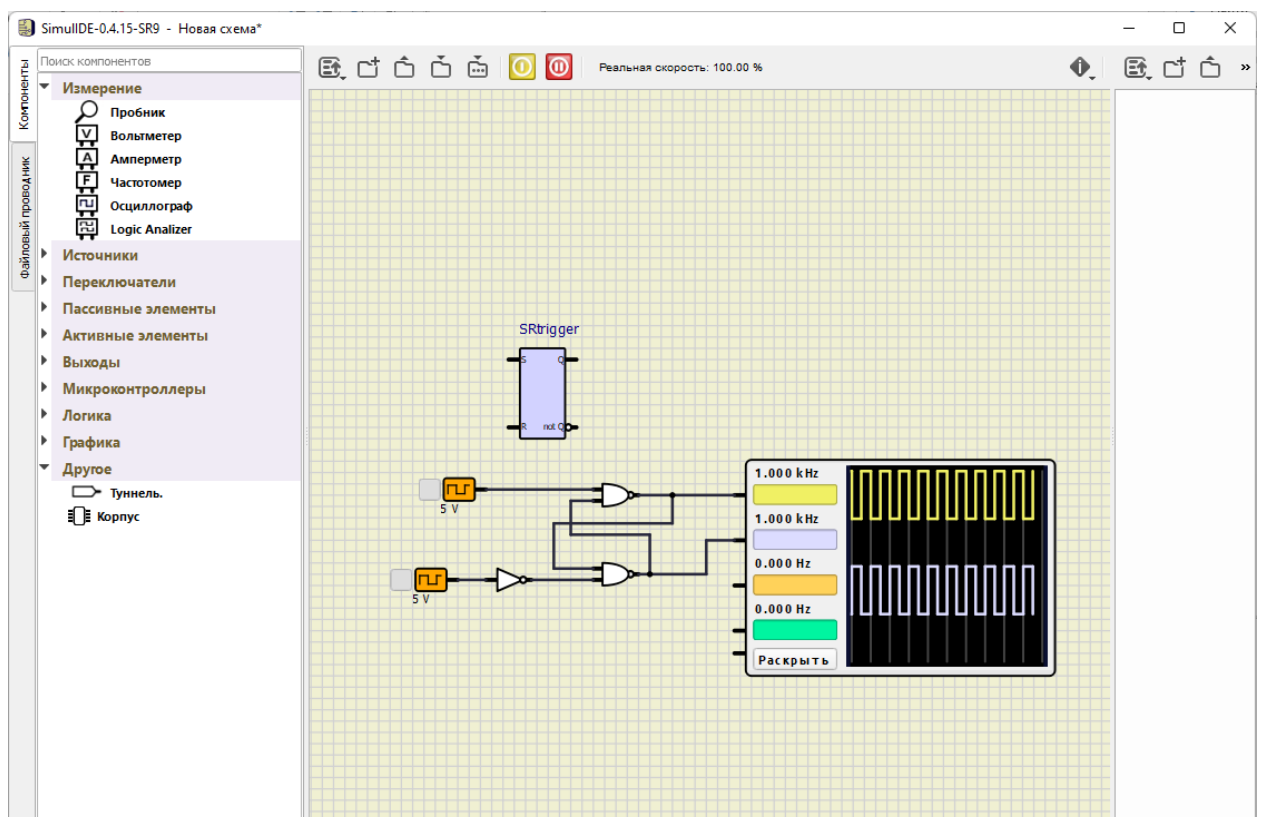 SimulIDE-0.4.15-SR9 - Новая схема*
Компоненты
Файловый проводник
Поиск компонентов
Реальная скорость: 100.00 %
»
Измерение
Пробник
V Вольтметер
A Амперметр
F Частотомер
Осциллограф
Logic Analizer
Источники
Переключатели
Пассивные элементы
Активные элементы
Выходы
Микроконтроллеры
Логика
Графика
Другое
Туннель.
Корпус
SRtrigger
S Q
R not Q
5 V
5 V
1.000 kHz
1.000 kHz
0.000 Hz
0.000 Hz
Раскрыть